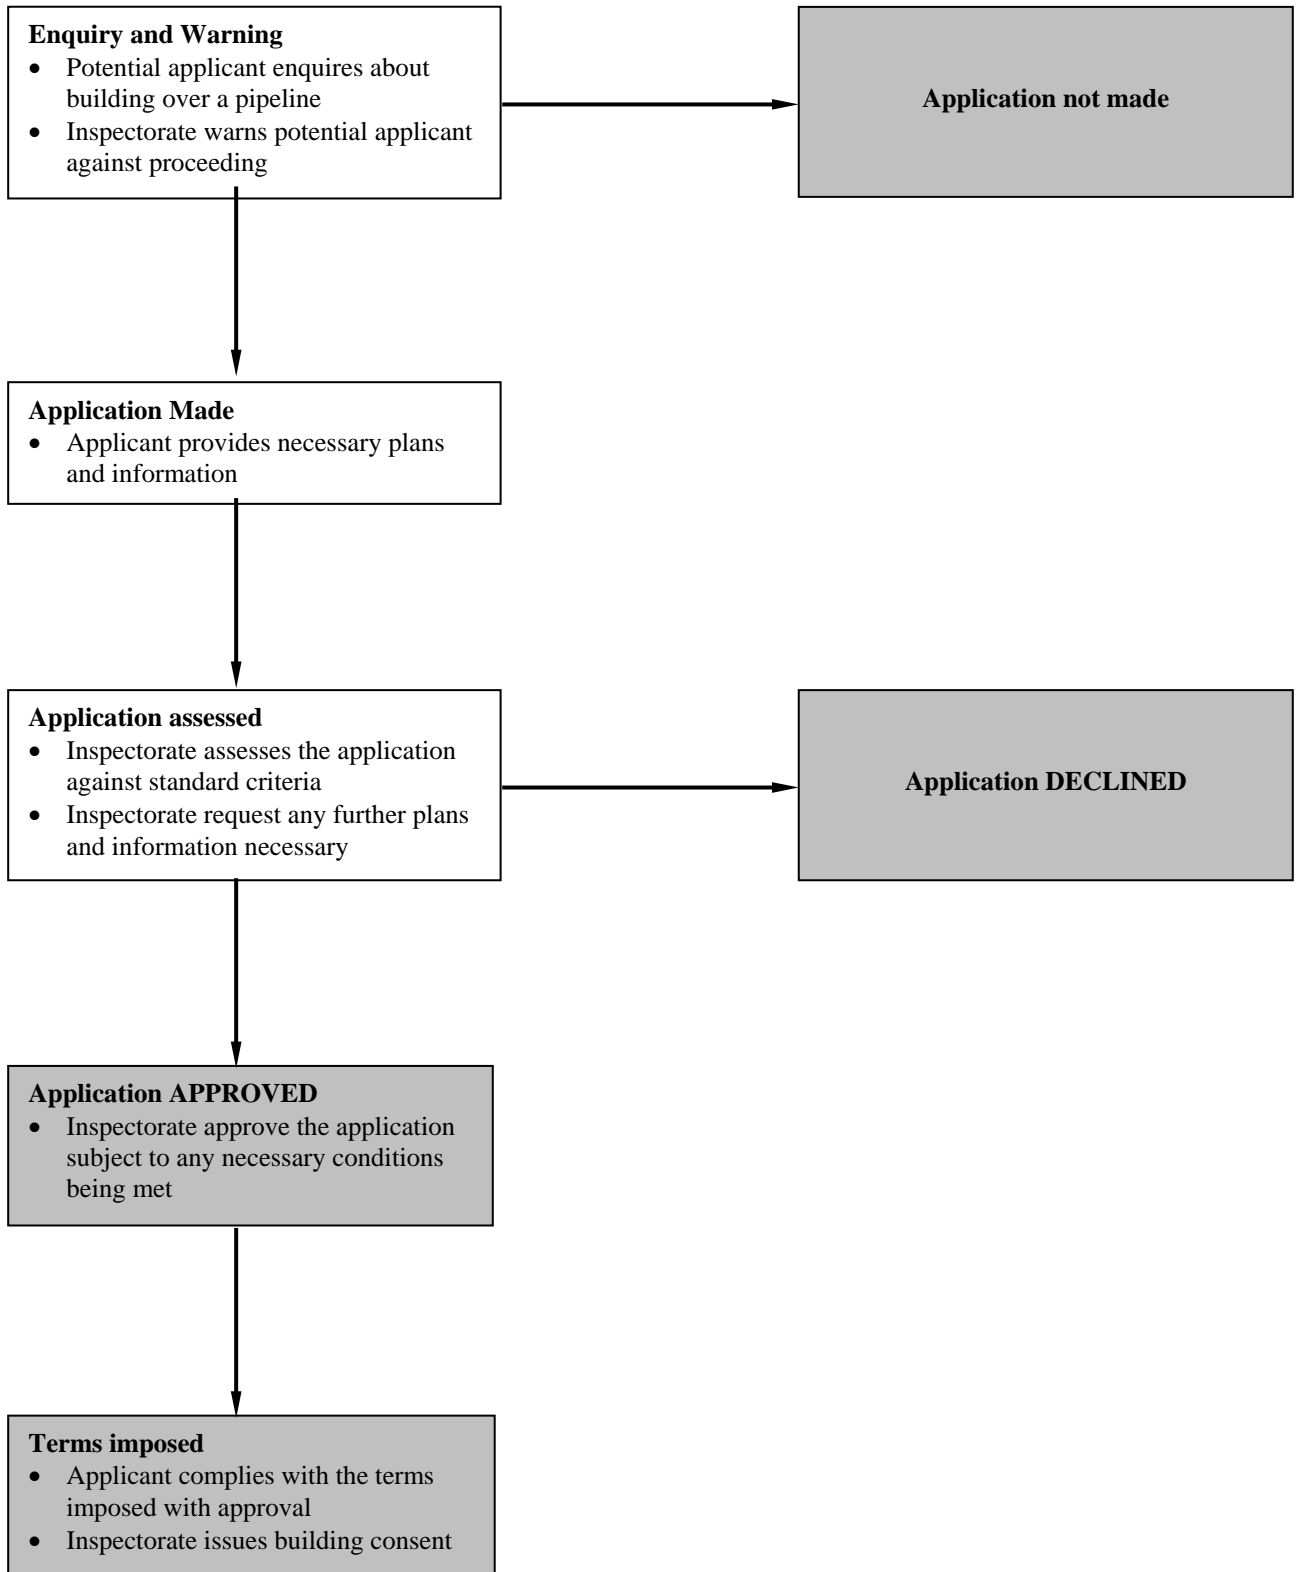 Enquiry and Warning
• Potential applicant enquires about
building over a pipeline
• Inspectorate warns potential applicant
against proceeding
Application not made
Application Made
• Applicant provides necessary plans
and information
Application assessed
• Inspectorate assesses the application
against standard criteria
• Inspectorate request any further plans
and information necessary
Application DECLINED
Application APPROVED
• Inspectorate approve the application
subject to any necessary conditions
being met
Terms imposed
• Applicant complies with the terms
imposed with approval
• Inspectorate issues building consent